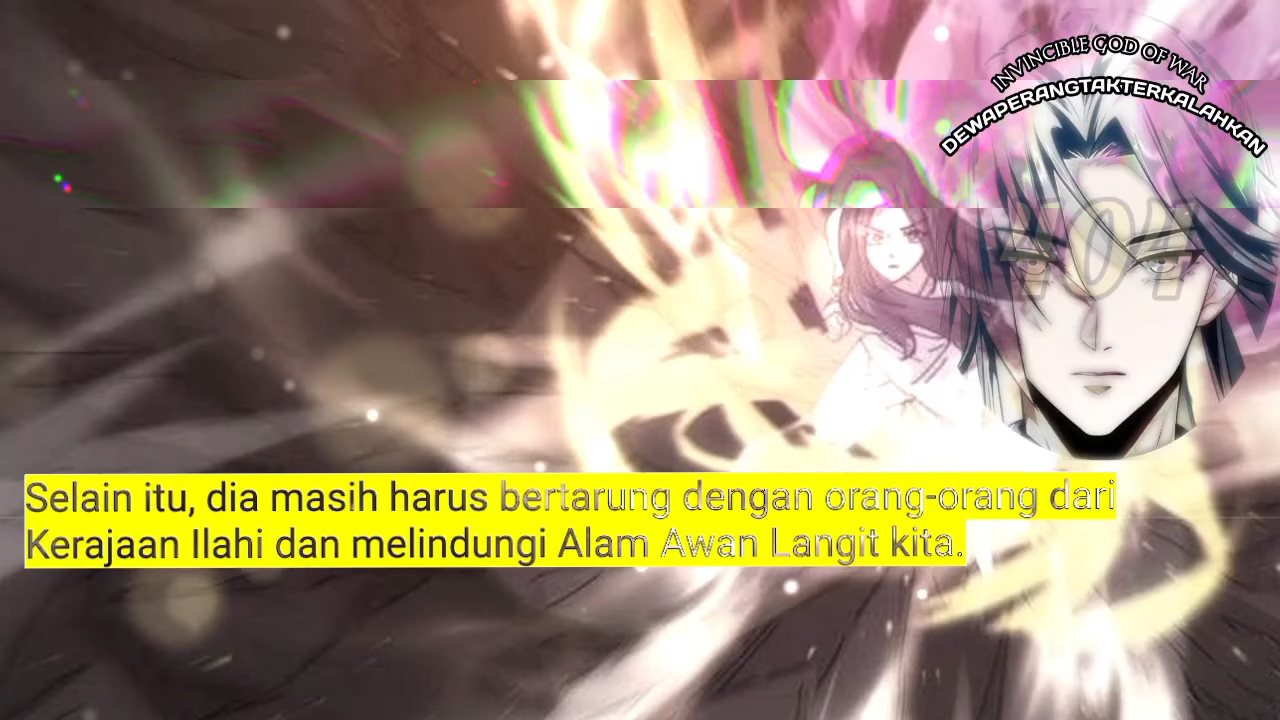 INVINCIBLE GOD OF WAR
DEWAPERANGTAKTERKALAHKAN
404
Selain itu, dia masih harus bertarung dengan orang-orang dari
Kerajaan Ilahi dan melindungi Alam Awan Langit kita.